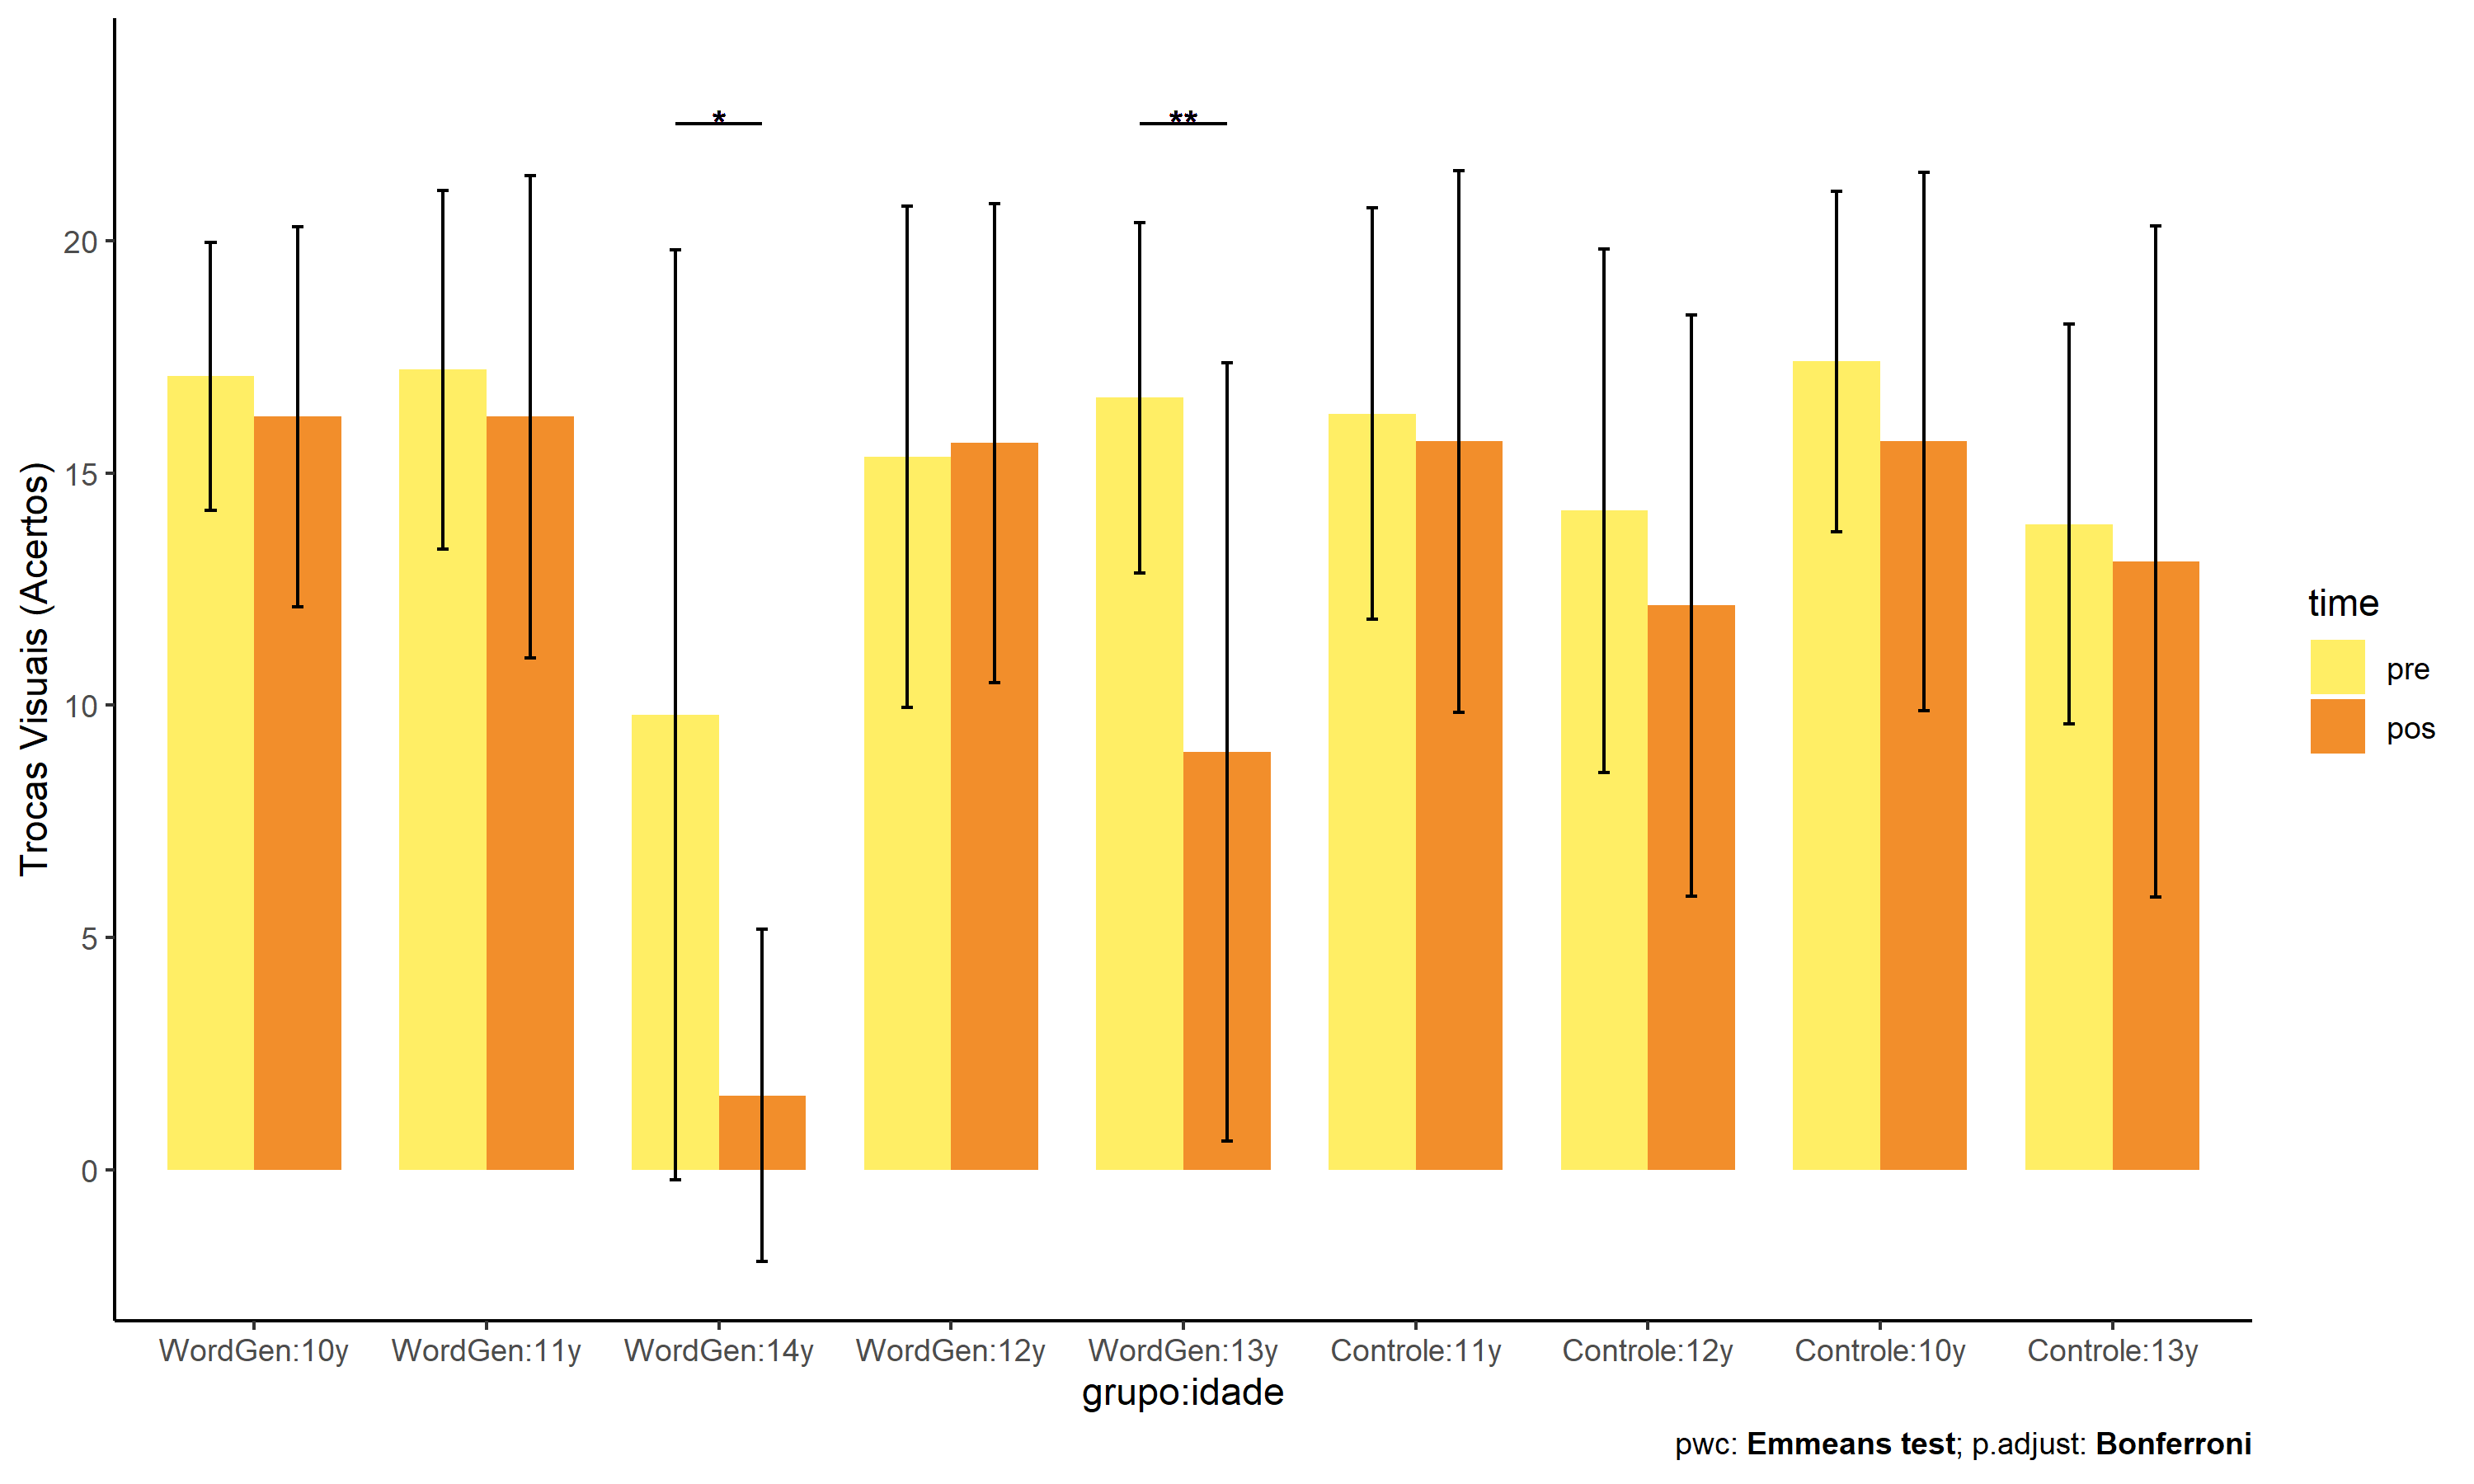 Trocas Visuais (Acertos)
20
15
10
5
0
*
**
WordGen:10y
WordGen:11y
WordGen:14y
WordGen:12y
WordGen:13y
Controle:11y
Controle:12y
Controle:10y
Controle:13y
grupo:idade
time
pre
pos
pwc: Emmeans test; p.adjust: Bonferroni